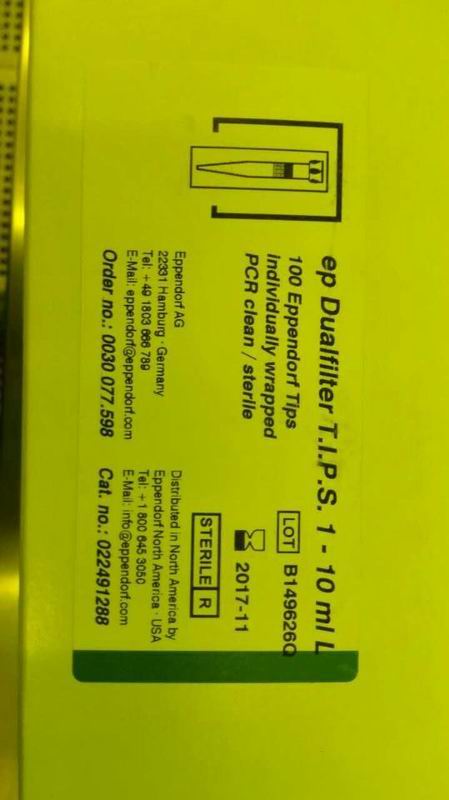 ep Dualfilter T.I.P.S. 1 - 10 ml L
100 Eppendorf Tips
individually wrapped
PCR clean / sterile
LOT B149626Q
2017-11
STERILE R
Eppendorf AG
22331 Hamburg · Germany
Tel: +49 1803 666 789
E-Mail: eppendorf@eppendorf.com
Order no.: 0030 077.598
Distributed in North America by
Eppendorf North America · USA
Tel: +1 800 645 3050
E-Mail: info@eppendorf.com
Cat. no.: 022491288